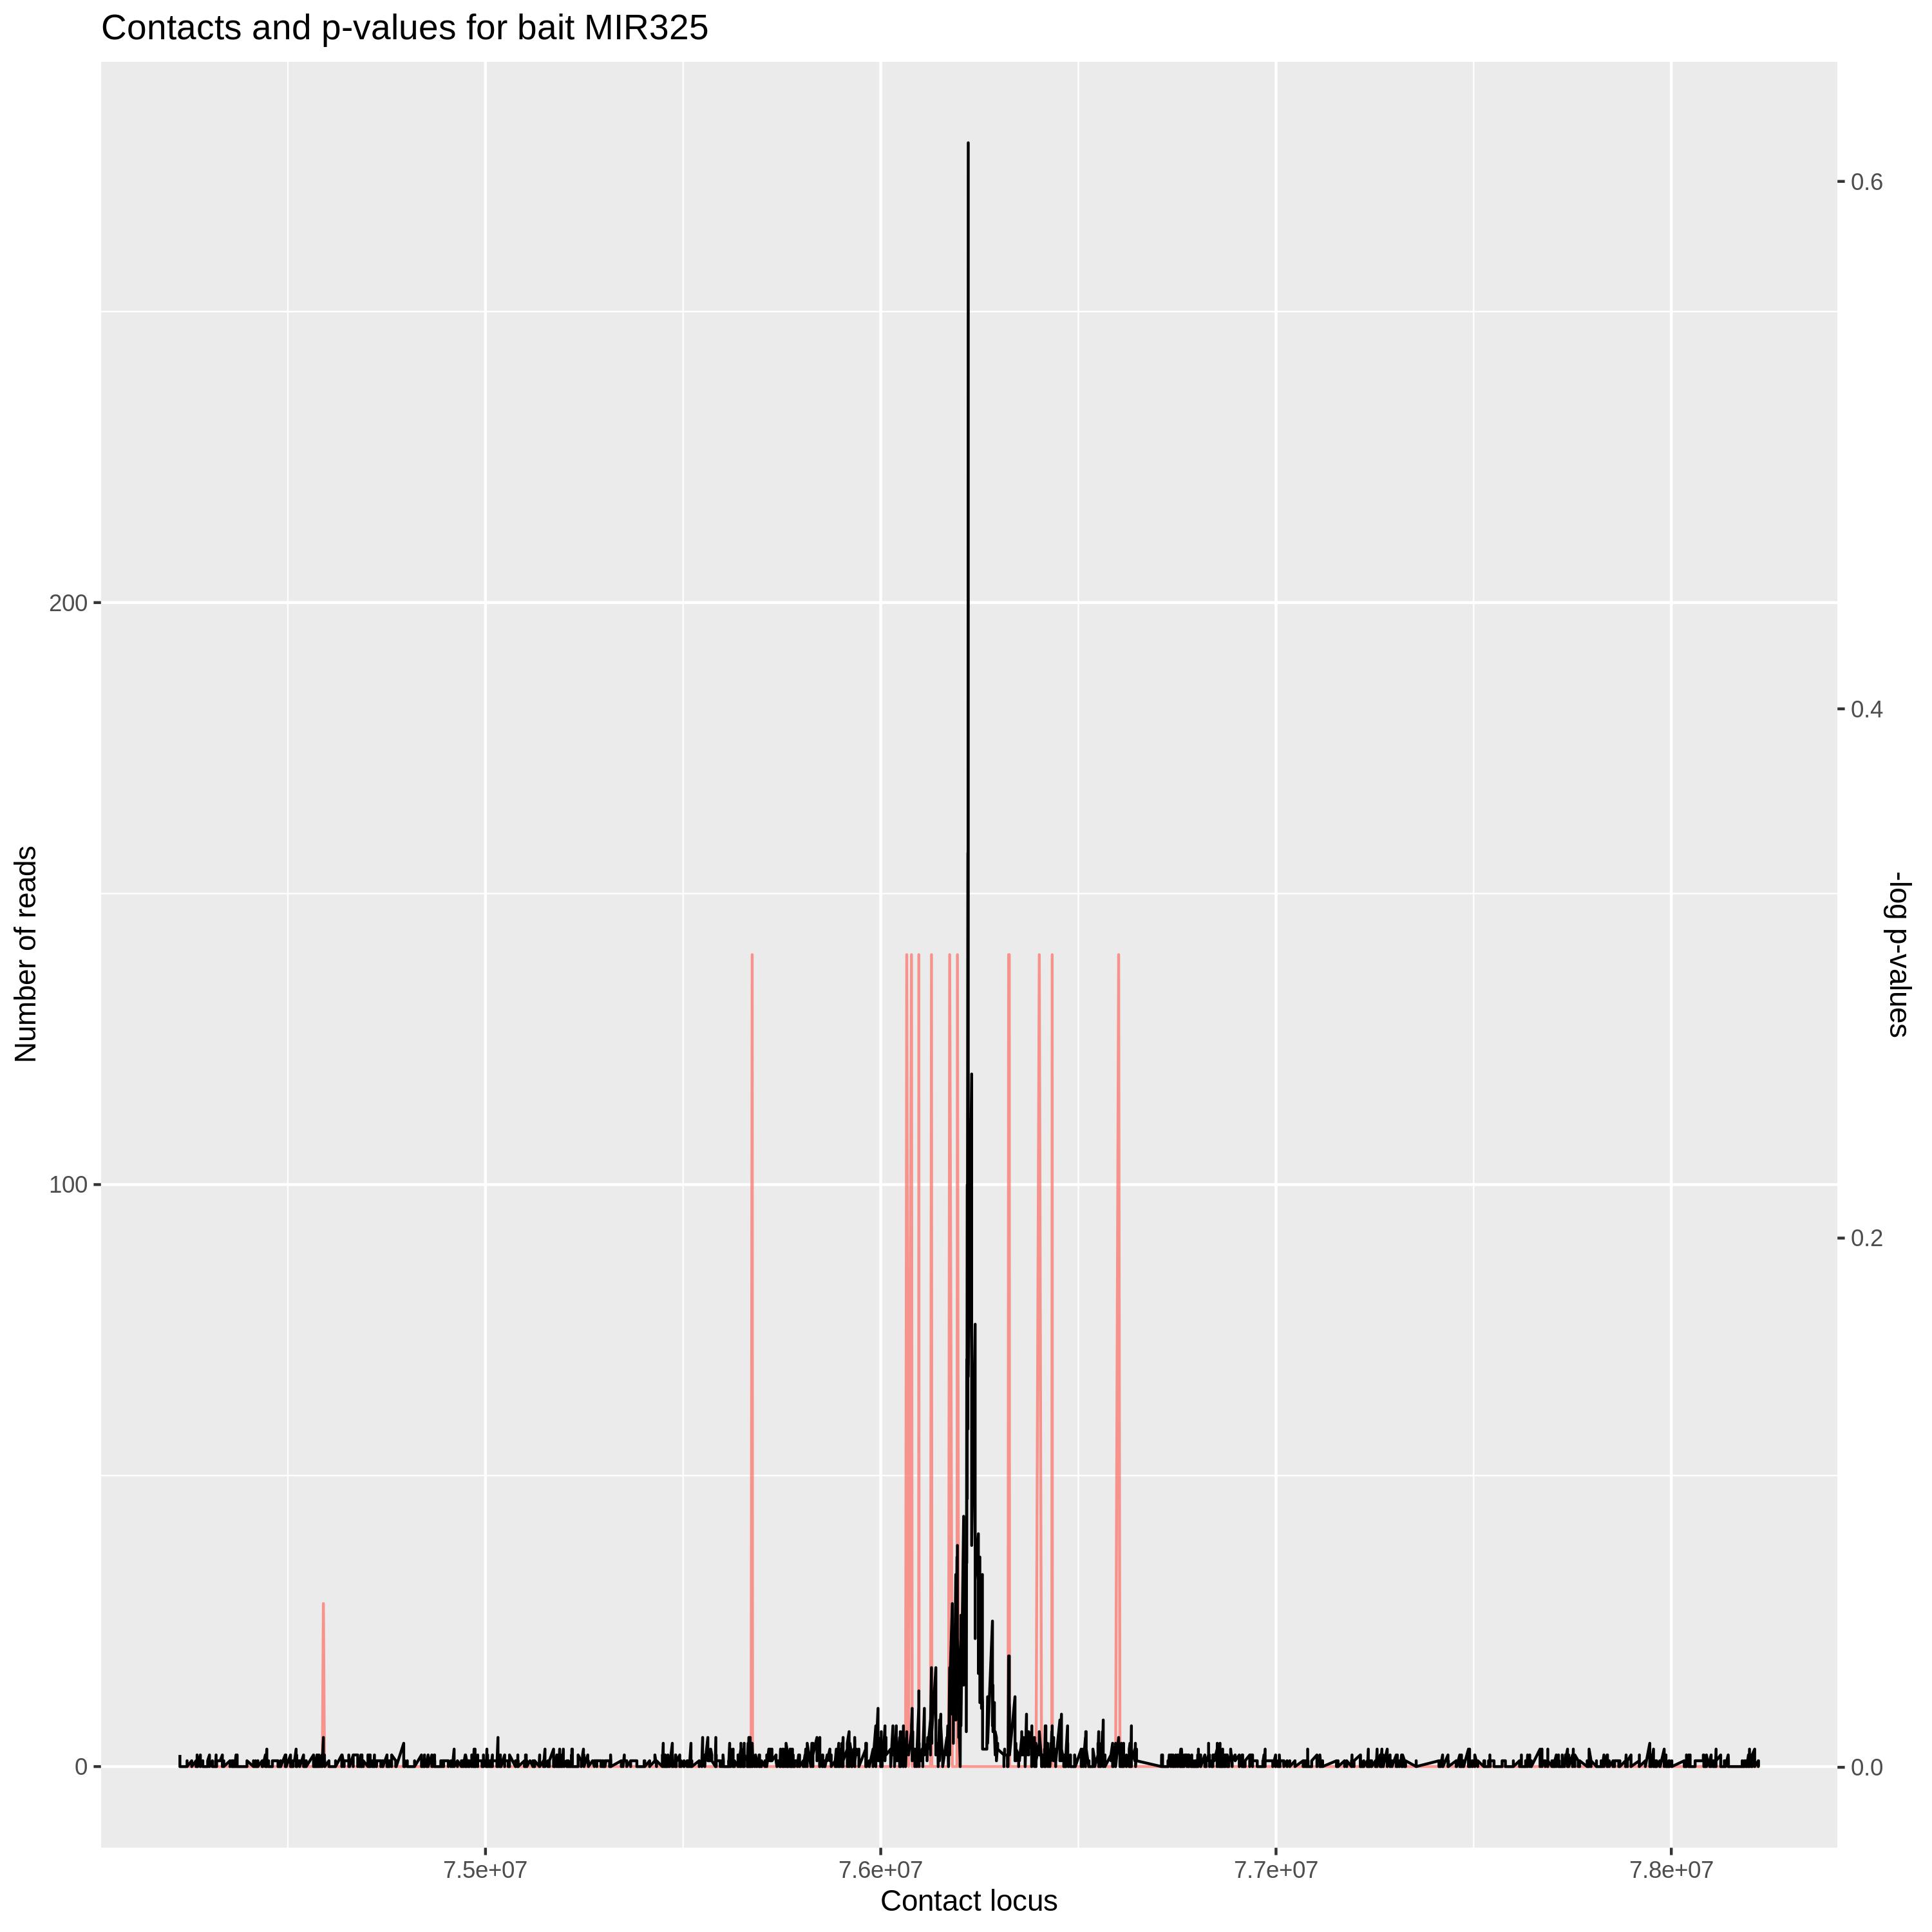 Contacts and p-values for bait MIR325
0.6
200
0.4
Number of reads
-log p-values
100
0.2
0
0.0
7.5e+07
7.6e+07
7.7e+07
7.8e+07
Contact locus